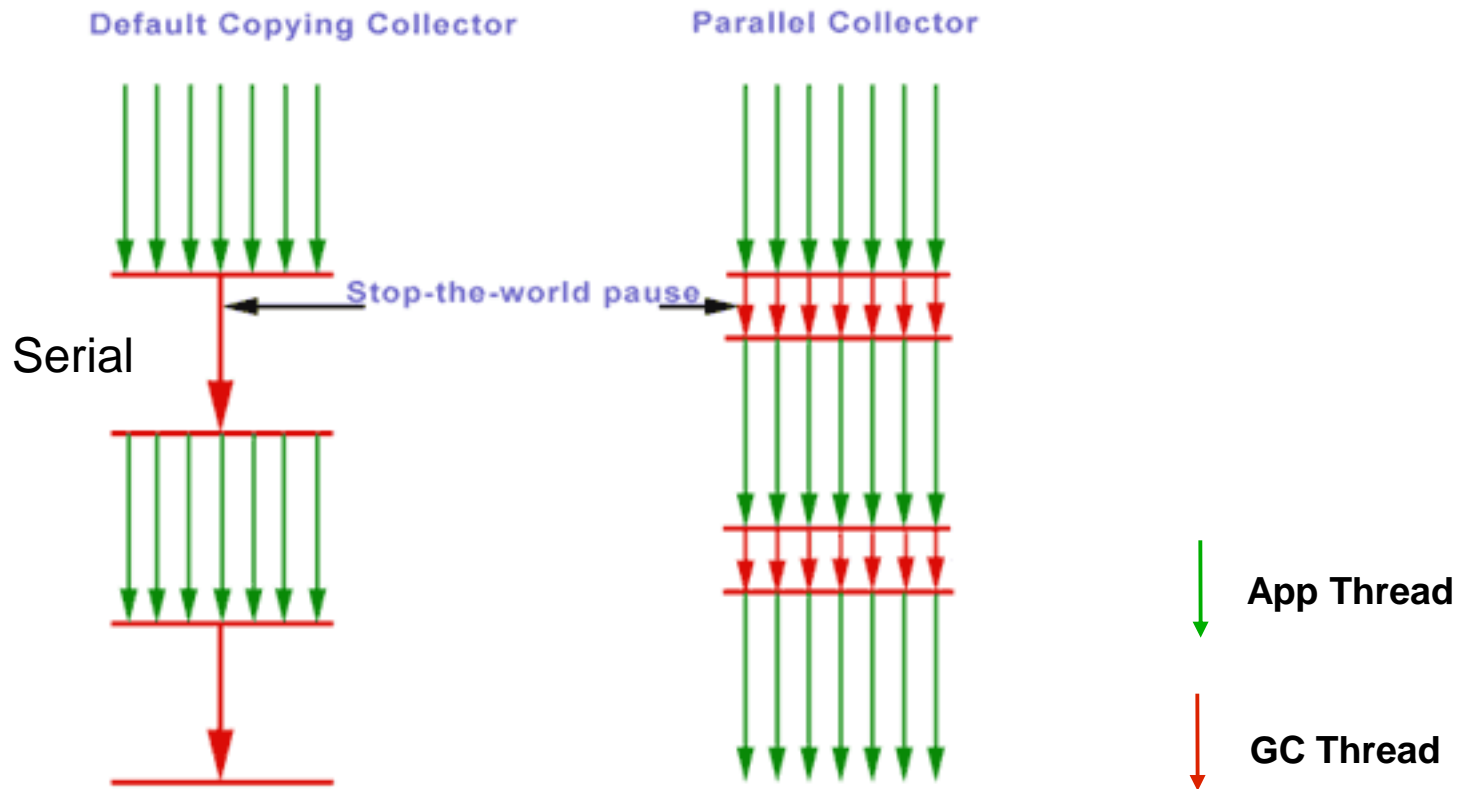 Default Copying Collector
Parallel Collector
Stop-the-world pause
Serial
App Thread
GC Thread